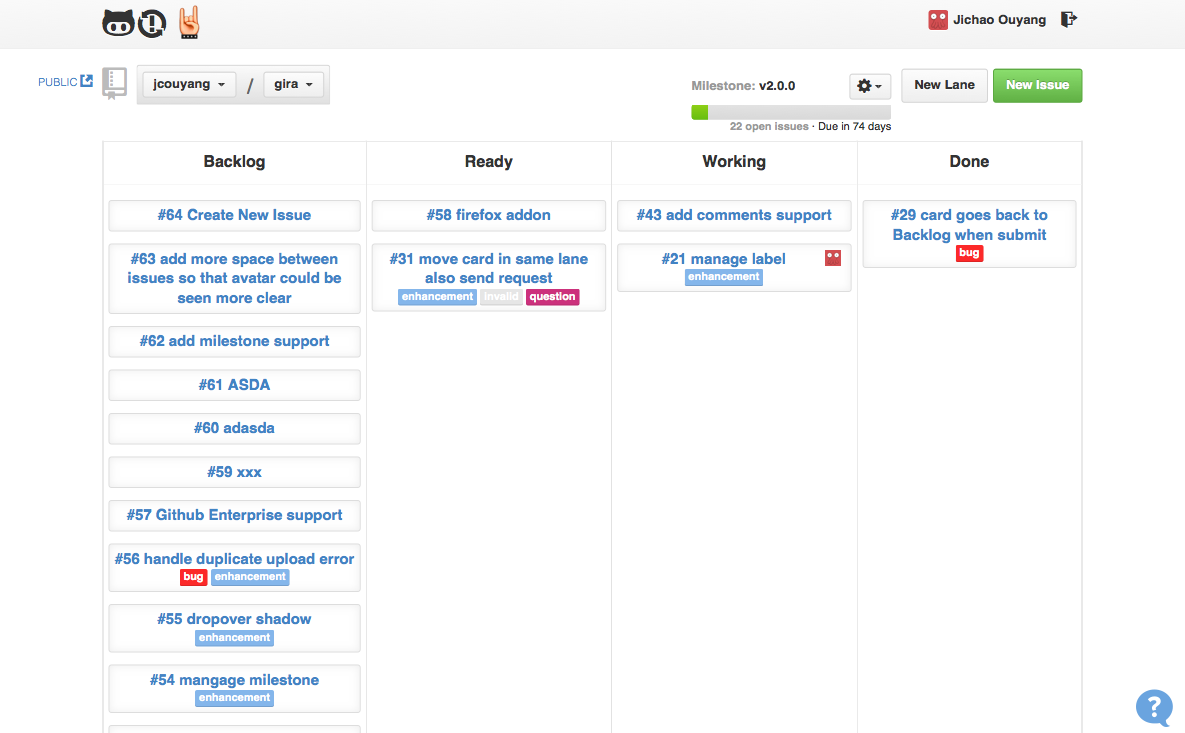 Jichao Ouyang
PUBLIC
jcouyang / gira
Milestone: v2.0.0
New Lane
New Issue
22 open issues · Due in 74 days
Backlog
#64 Create New Issue
#63 add more space between
issues so that avatar could be
seen more clear
#62 add milestone support
#61 ASDA
#60 adasda
#59 xxx
#57 Github Enterprise support
#56 handle duplicate upload error
bug enhancement
#55 dropover shadow
enhancement
#54 mangage milestone
enhancement
Ready
#58 firefox addon
#31 move card in same lane
also send request
enhancement invalid question
Working
#43 add comments support
#21 manage label
enhancement
Done
#29 card goes back to
Backlog when submit
bug
?